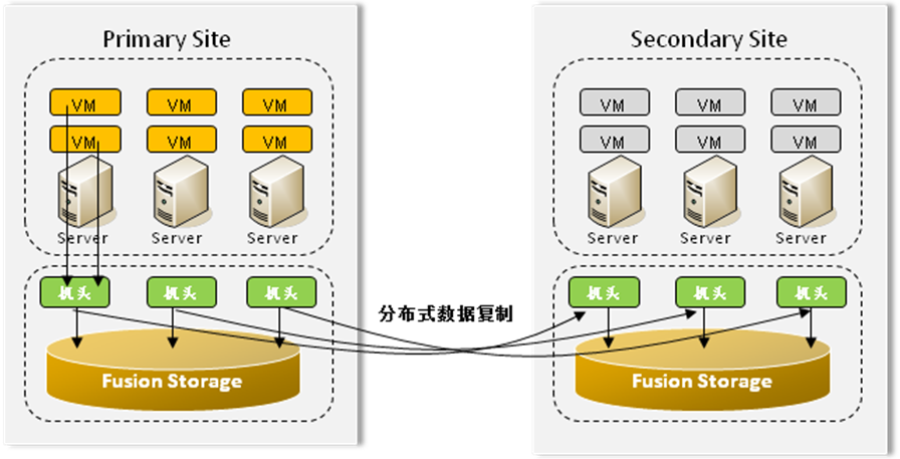 Primary Site
VM VM VM
VM VM VM
Server Server Server
机头 机头 机头
Fusion Storage
分布式数据复制
Secondary Site
VM VM VM
VM VM VM
Server Server Server
机头 机头 机头
Fusion Storage